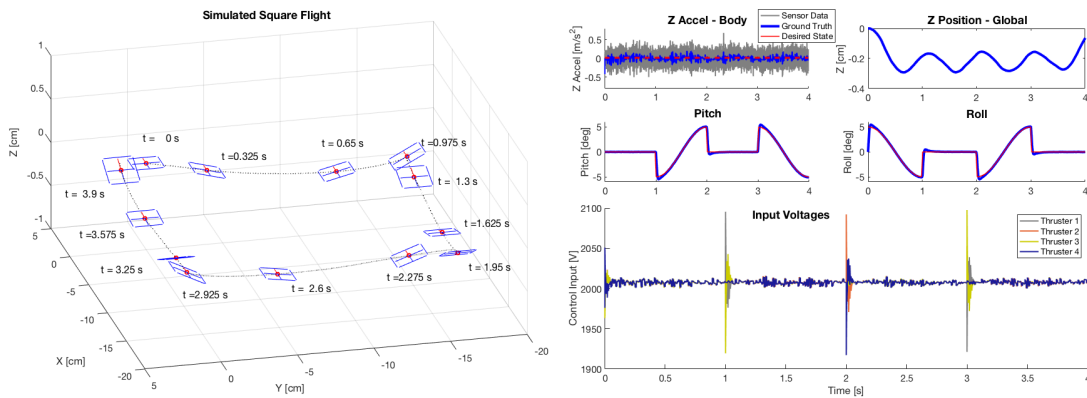 Simulated Square Flight
1
0.5
0
-0.5
-1
Z [cm]
t = 0 s
t = 0.325 s
t = 0.65 s
t =0.975 s
t = 1.3 s
t =1.625 s
t = 1.95 s
t =2.275 s
t = 2.6 s
t =2.925 s
t = 3.25 s
t =3.575 s
t = 3.9 s
5
0
-5
-10
-15
-20
X [cm]
5
0
-5
-10
-15
-20
Y [cm]
Z Accel - Body
Sensor Data
Ground Truth
Desired State
Z Accel [m/s²]
0.5
0
-0.5
0 1 2 3 4
Z Position - Global
Z [cm]
0
-0.2
-0.4
0 1 2 3 4
Pitch
Pitch [deg]
5
0
-5
0 1 2 3 4
Roll
Roll [deg]
5
0
-5
0 1 2 3 4
Input Voltages
Thruster 1
Thruster 2
Thruster 3
Thruster 4
Control Input [V]
2100
2050
2000
1950
1900
0 0.5 1 1.5 2 2.5 3 3.5 4
Time [s]